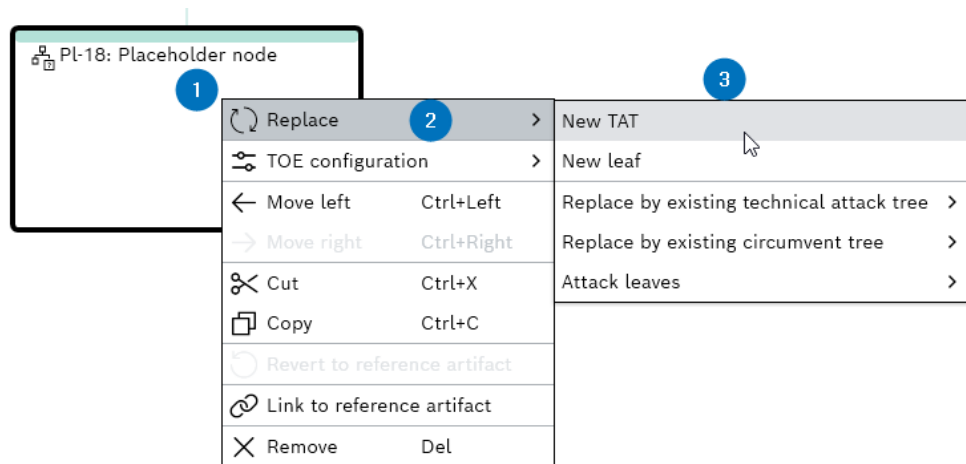 Pl-18: Placeholder node
1
2
3
Replace
New TAT
TOE configuration
New leaf
Move left Ctrl+Left
Replace by existing technical attack tree
Move right Ctrl+Right
Replace by existing circumvent tree
Cut Ctrl+X
Attack leaves
Copy Ctrl+C
Revert to reference artifact
Link to reference artifact
Remove Del